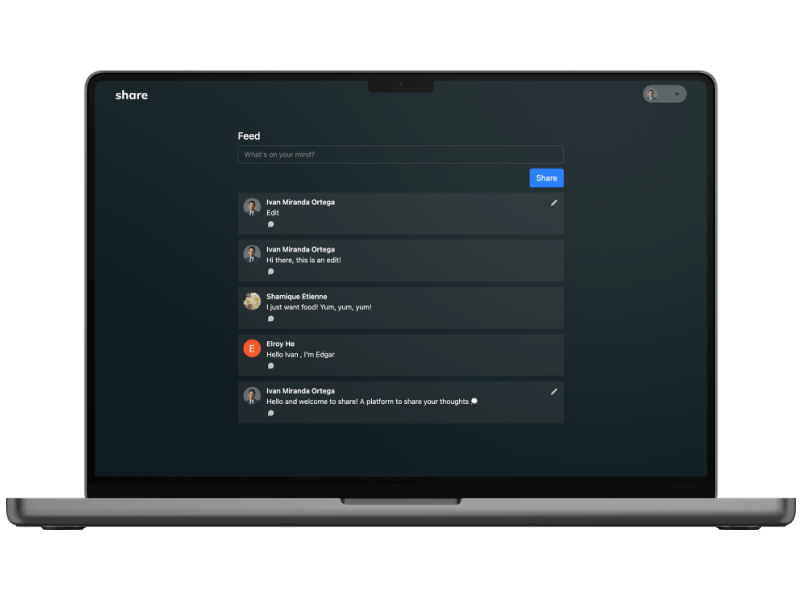 share
Feed
What's on your mind?
Share
Ivan Miranda Ortega
Edit
Ivan Miranda Ortega
Hi there, this is an edit!
Shamique Etienne
I just want food! Yum, yum, yum!
E
Elroy He
Hello Ivan , I'm Edgar
Ivan Miranda Ortega
Hello and welcome to share! A platform to share your thoughts 💭